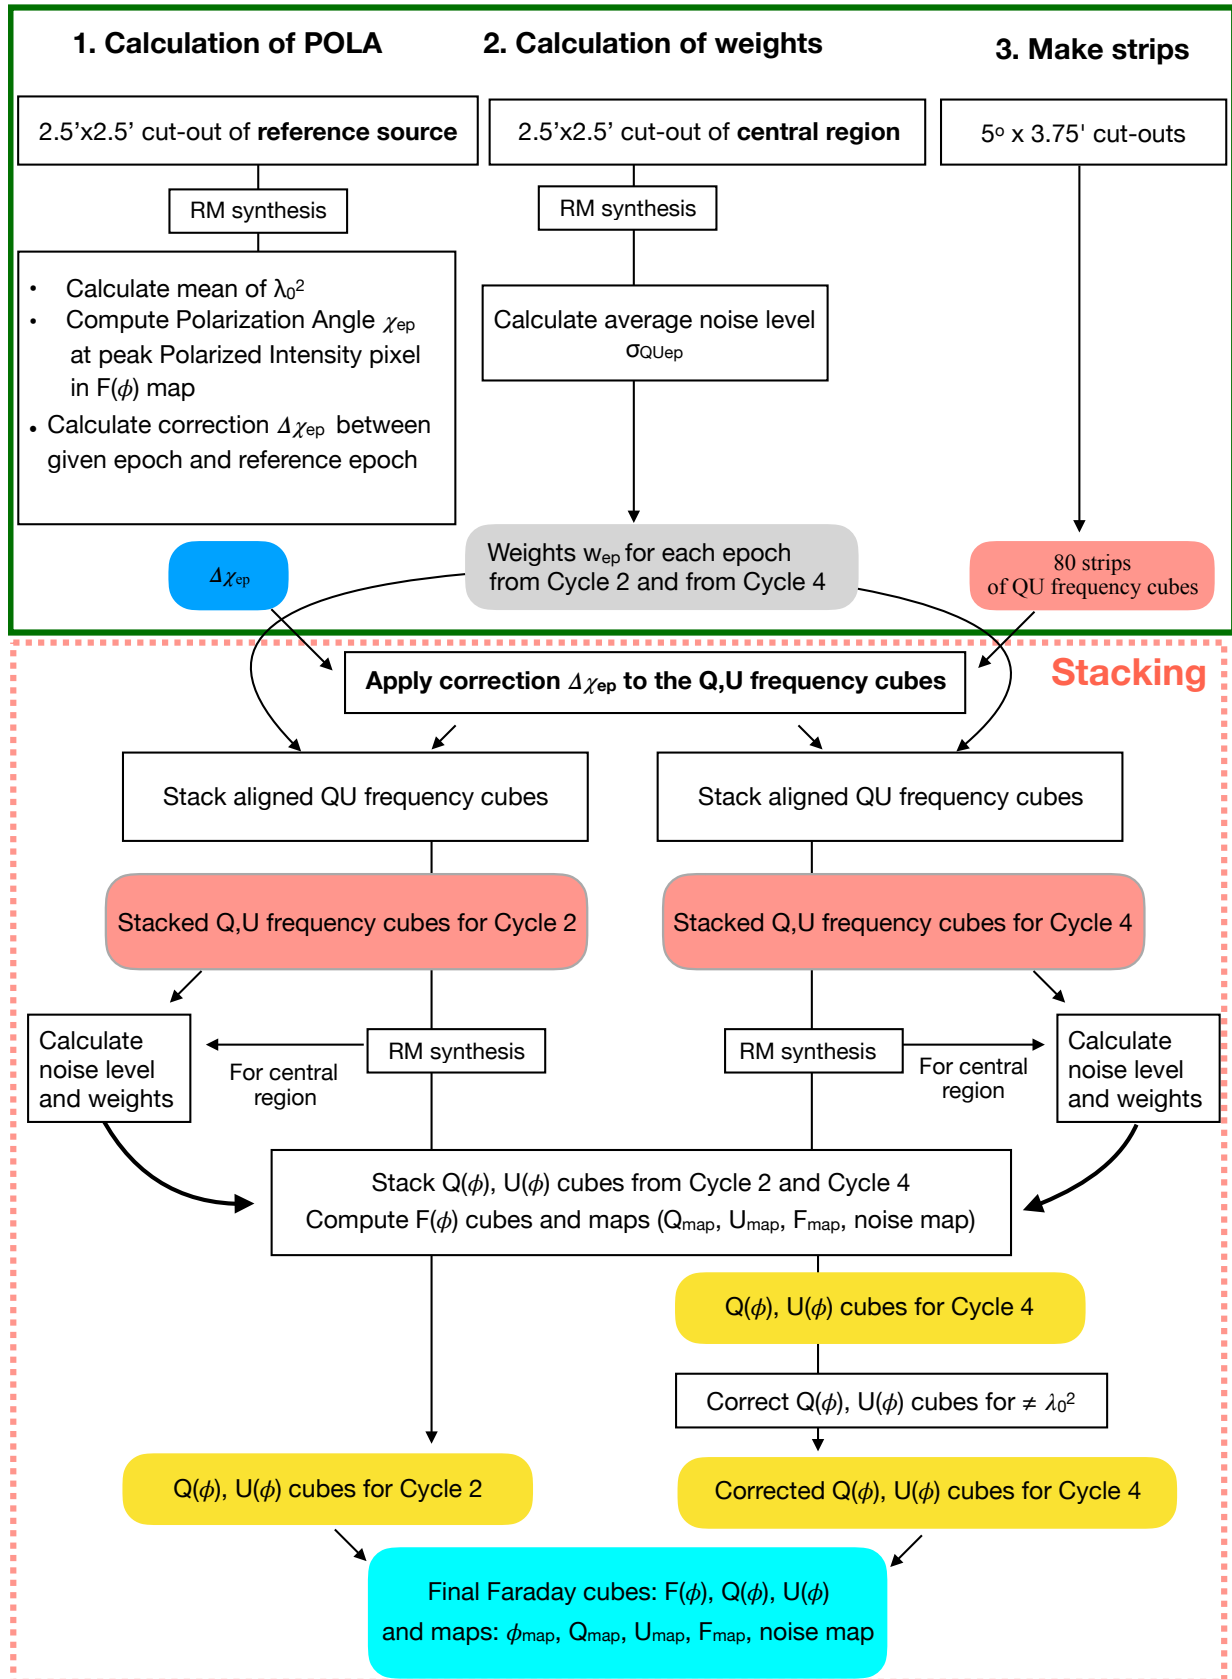 1. Calculation of POLA
2. Calculation of weights
3. Make strips
2.5’x2.5’ cut-out of reference source
2.5’x2.5’ cut-out of central region
5º x 3.75' cut-outs
RM synthesis
RM synthesis
• Calculate mean of λ₀²
• Compute Polarization Angle χep
at peak Polarized Intensity pixel
in F(ϕ) map
• Calculate correction Δχep between
given epoch and reference epoch
Calculate average noise level
σQUep
Δχep
Weights wep for each epoch
from Cycle 2 and from Cycle 4
80 strips
of QU frequency cubes
Stacking
Apply correction Δχep to the Q,U frequency cubes
Stack aligned QU frequency cubes
Stack aligned QU frequency cubes
Stacked Q,U frequency cubes for Cycle 2
Stacked Q,U frequency cubes for Cycle 4
Calculate
noise level
and weights
For central
region
RM synthesis
RM synthesis
For central
region
Calculate
noise level
and weights
Stack Q(ϕ), U(ϕ) cubes from Cycle 2 and Cycle 4
Compute F(ϕ) cubes and maps (Qmap, Umap, Fmap, noise map)
Q(ϕ), U(ϕ) cubes for Cycle 4
Correct Q(ϕ), U(ϕ) cubes for ≠ λ₀²
Q(ϕ), U(ϕ) cubes for Cycle 2
Corrected Q(ϕ), U(ϕ) cubes for Cycle 4
Final Faraday cubes: F(ϕ), Q(ϕ), U(ϕ)
and maps: ϕmap, Qmap, Umap, Fmap, noise map